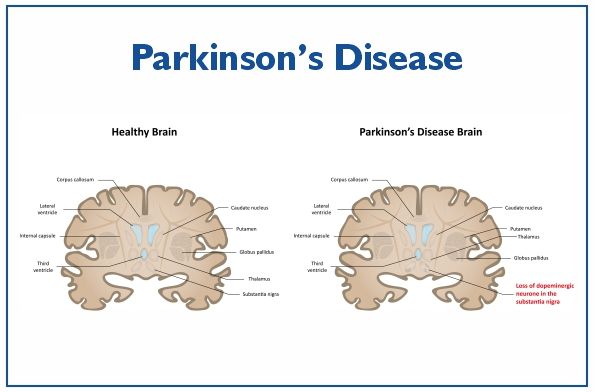 Parkinson's Disease
Healthy Brain
Corpus callosum
Lateral
ventricle
Caudate nucleus
Putamen
Internal capsule
Globus pallidus
Third
ventricle
Thalamus
Substantia nigra
Parkinson's Disease Brain
Corpus callosum
Lateral
ventricle
Caudate nucleus
Putamen
Internal capsule
Thalamus
Globus pallidus
Third
ventricle
Loss of dopeminergic
neurone in the
substantia nigra